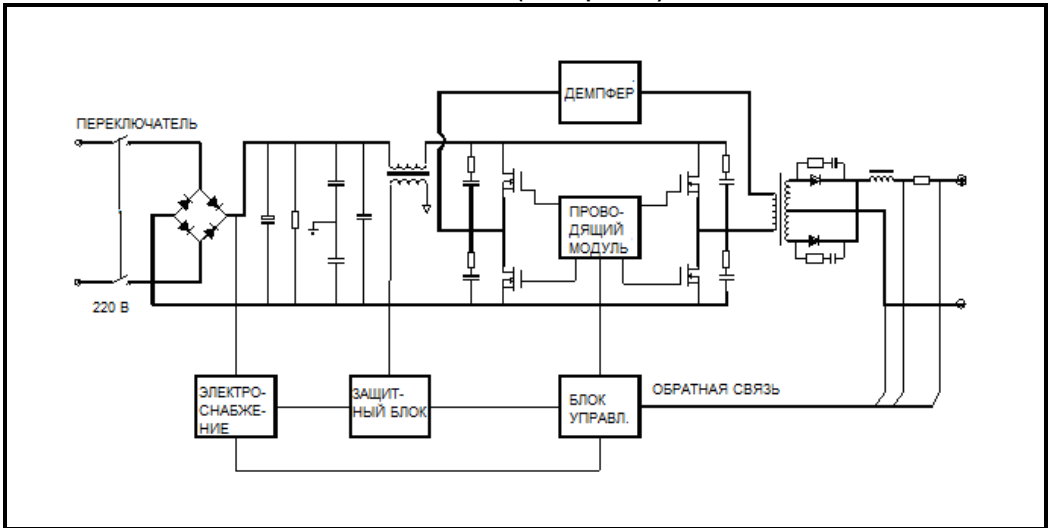 ДЕМПФЕР
ПЕРЕКЛЮЧАТЕЛЬ
ПРОВО-
ДЯЩИЙ
МОДУЛЬ
220 В
ЭЛЕКТРО-
СНАБЖЕ-
НИЕ
ЗАЩИТ-
НЫЙ БЛОК
БЛОК
УПРАВЛ.
ОБРАТНАЯ СВЯЗЬ